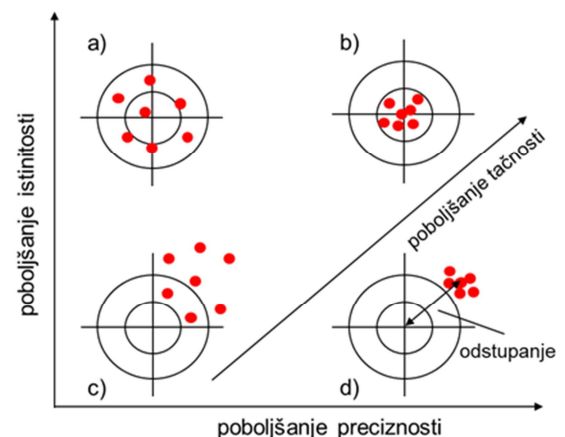 a)
b)
poboljšanje istinitosti
poboljšanje tačnosti
odstupanje
c)
d)
poboljšanje preciznosti